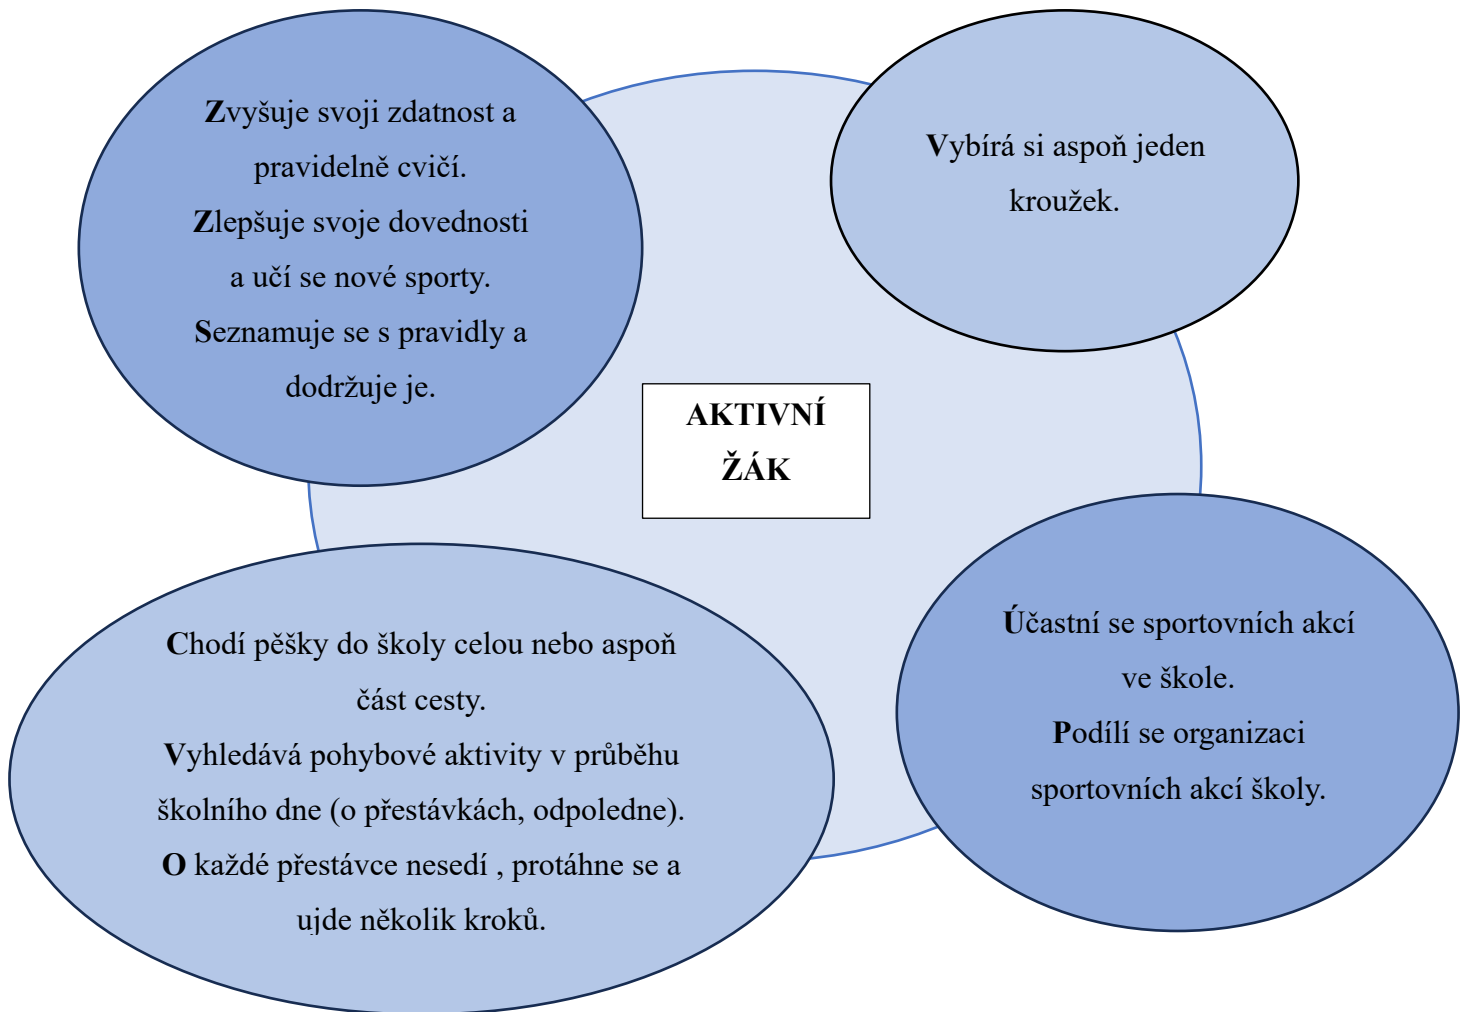 Zvyšuje svoji zdatnost a
pravidelně cvičí.
Zlepšuje svoje dovednosti
a učí se nové sporty.
Seznamuje se s pravidly a
dodržuje je.
Vybírá si aspoň jeden
kroužek.
AKTIVNÍ
ŽÁK
Chodí pěšky do školy celou nebo aspoň
část cesty.
Vyhledává pohybové aktivity v průběhu
školního dne (o přestávkách, odpoledne).
O každé přestávce nesedí , protáhne se a
ujde několik kroků.
Účastní se sportovních akcí
ve škole.
Podílí se organizaci
sportovních akcí školy.